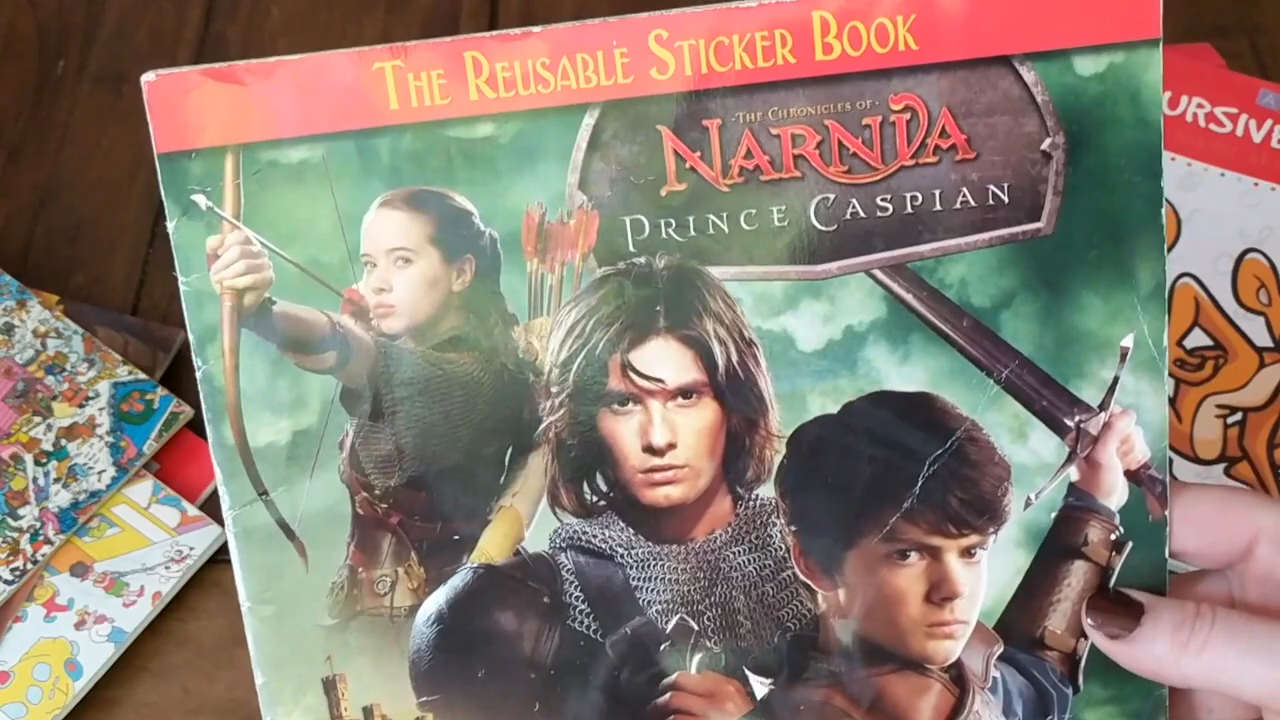 THE REUSABLE STICKER BOOK
·THE CHRONICLES OF·
NARNIA
PRINCE CASPIAN
URSIVE